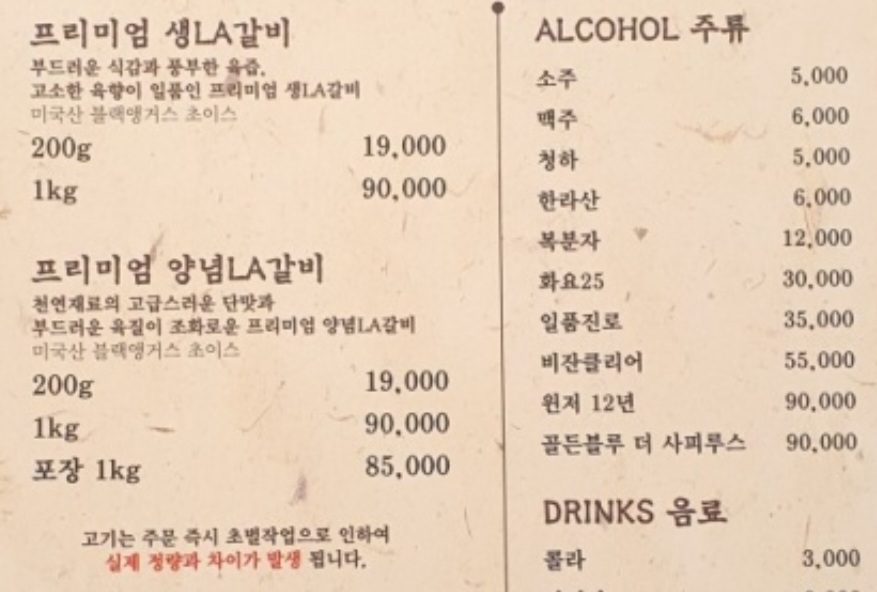 프리미엄 생LA갈비
부드러운 식감과 풍부한 육즙,
고소한 육향이 일품인 프리미엄 생LA갈비
미국산 블랙앵거스 초이스
200g 19,000
1kg 90,000
프리미엄 양념LA갈비
천연재료의 고급스러운 단맛과
부드러운 육질이 조화로운 프리미엄 양념LA갈비
미국산 블랙앵거스 초이스
200g 19,000
1kg 90,000
포장 1kg 85,000
고기는 주문 즉시 초벌작업으로 인하여
실제 정량과 차이가 발생 됩니다.
ALCOHOL 주류
소주 5,000
맥주 6,000
청하 5,000
한라산 6,000
복분자 12,000
화요25 30,000
일품진로 35,000
비잔클리어 55,000
윈저 12년 90,000
골든블루 더 사피루스 90,000
DRINKS 음료
콜라 3,000